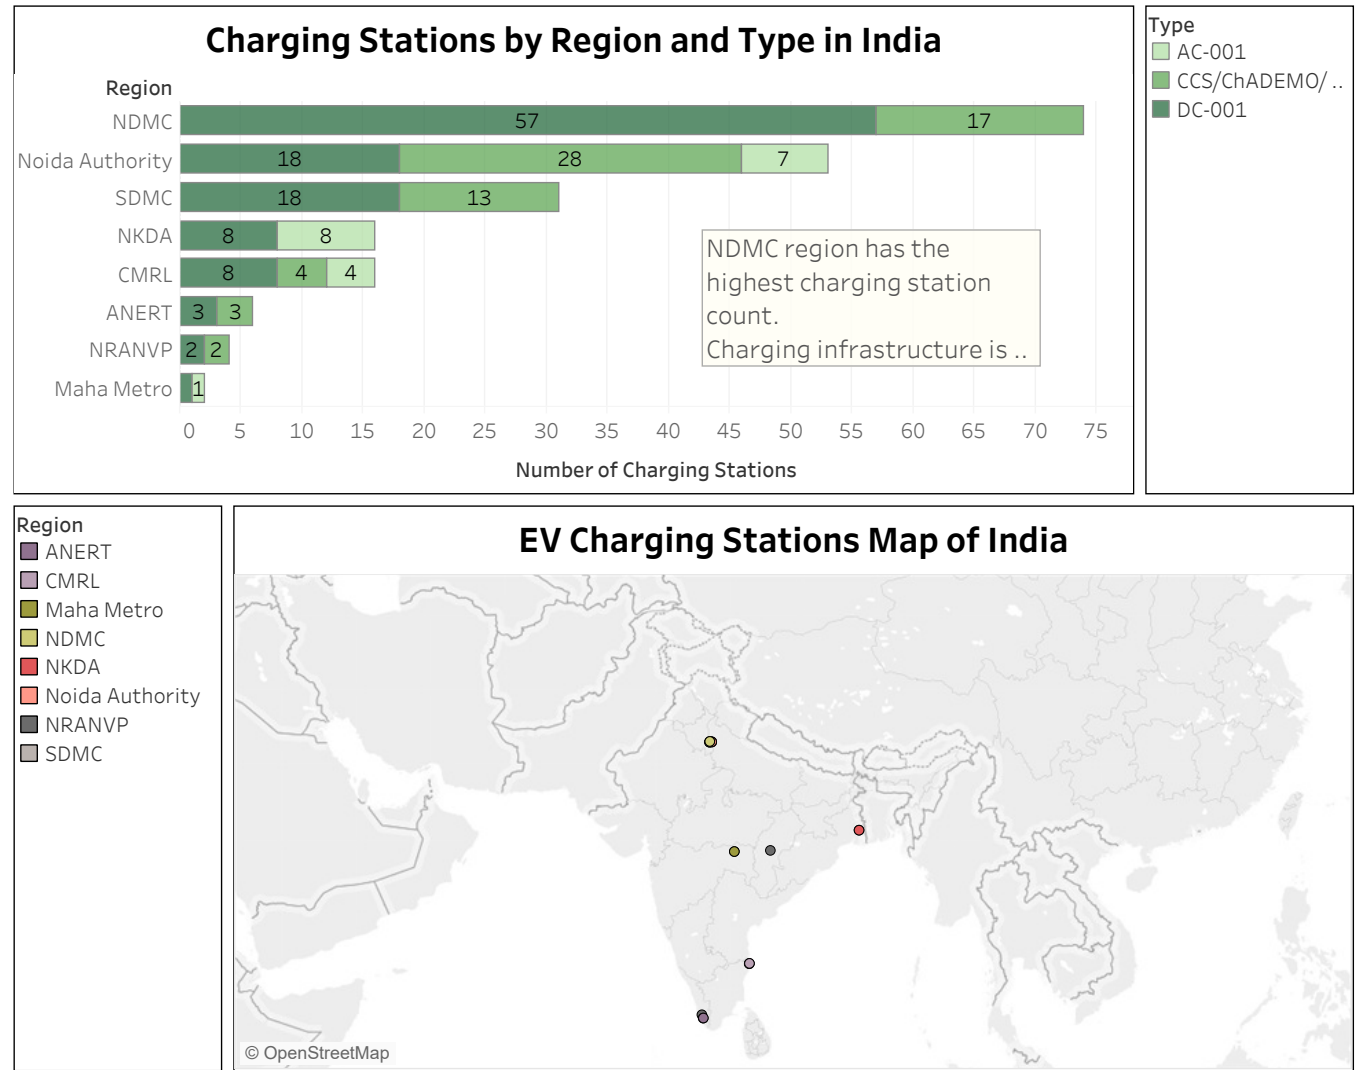 Charging Stations by Region and Type in India
Region
NDMC
57
17
Noida Authority
18
28
7
SDMC
18
13
NKDA
8
8
CMRL
8
4
4
ANERT
3
3
NRANVP
2
2
Maha Metro
1
NDMC region has the
highest charging station
count.
Charging infrastructure is ..
0 5 10 15 20 25 30 35 40 45 50 55 60 65 70 75
Number of Charging Stations
Type
AC-001
CCS/ChADEMO/ ..
DC-001
Region
ANERT
CMRL
Maha Metro
NDMC
NKDA
Noida Authority
NRANVP
SDMC
EV Charging Stations Map of India
© OpenStreetMap